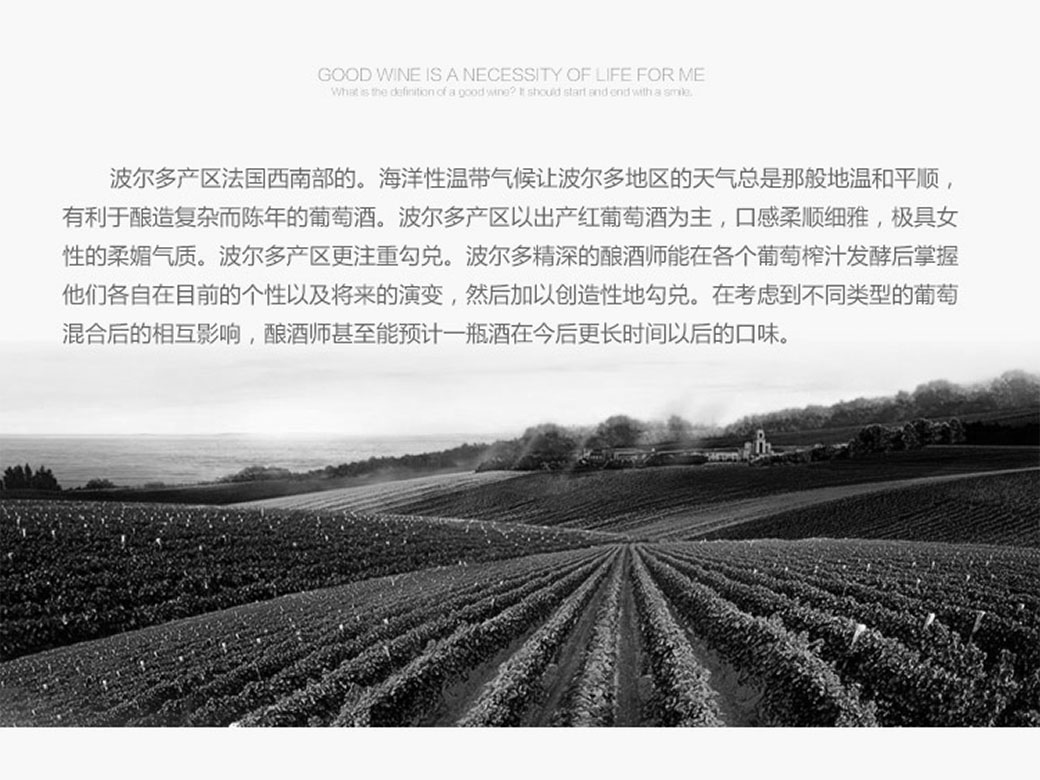 GOOD WINE IS A NECESSITY OF LIFE FOR ME
What is the definition of a good wine? It should start and end with a smile.
波尔多产区法国西南部的。海洋性温带气候让波尔多地区的天气总是那般地温和平顺，
有利于酿造复杂而陈年的葡萄酒。波尔多产区以出产红葡萄酒为主，口感柔顺细雅，极具女
性的柔媚气质。波尔多产区更注重勾兑。波尔多精深的酿酒师能在各个葡萄榨汁发酵后掌握
他们各自在目前的个性以及将来的演变，然后加以创造性地勾兑。在考虑到不同类型的葡萄
混合后的相互影响，酿酒师甚至能预计一瓶酒在今后更长时间以后的口味。